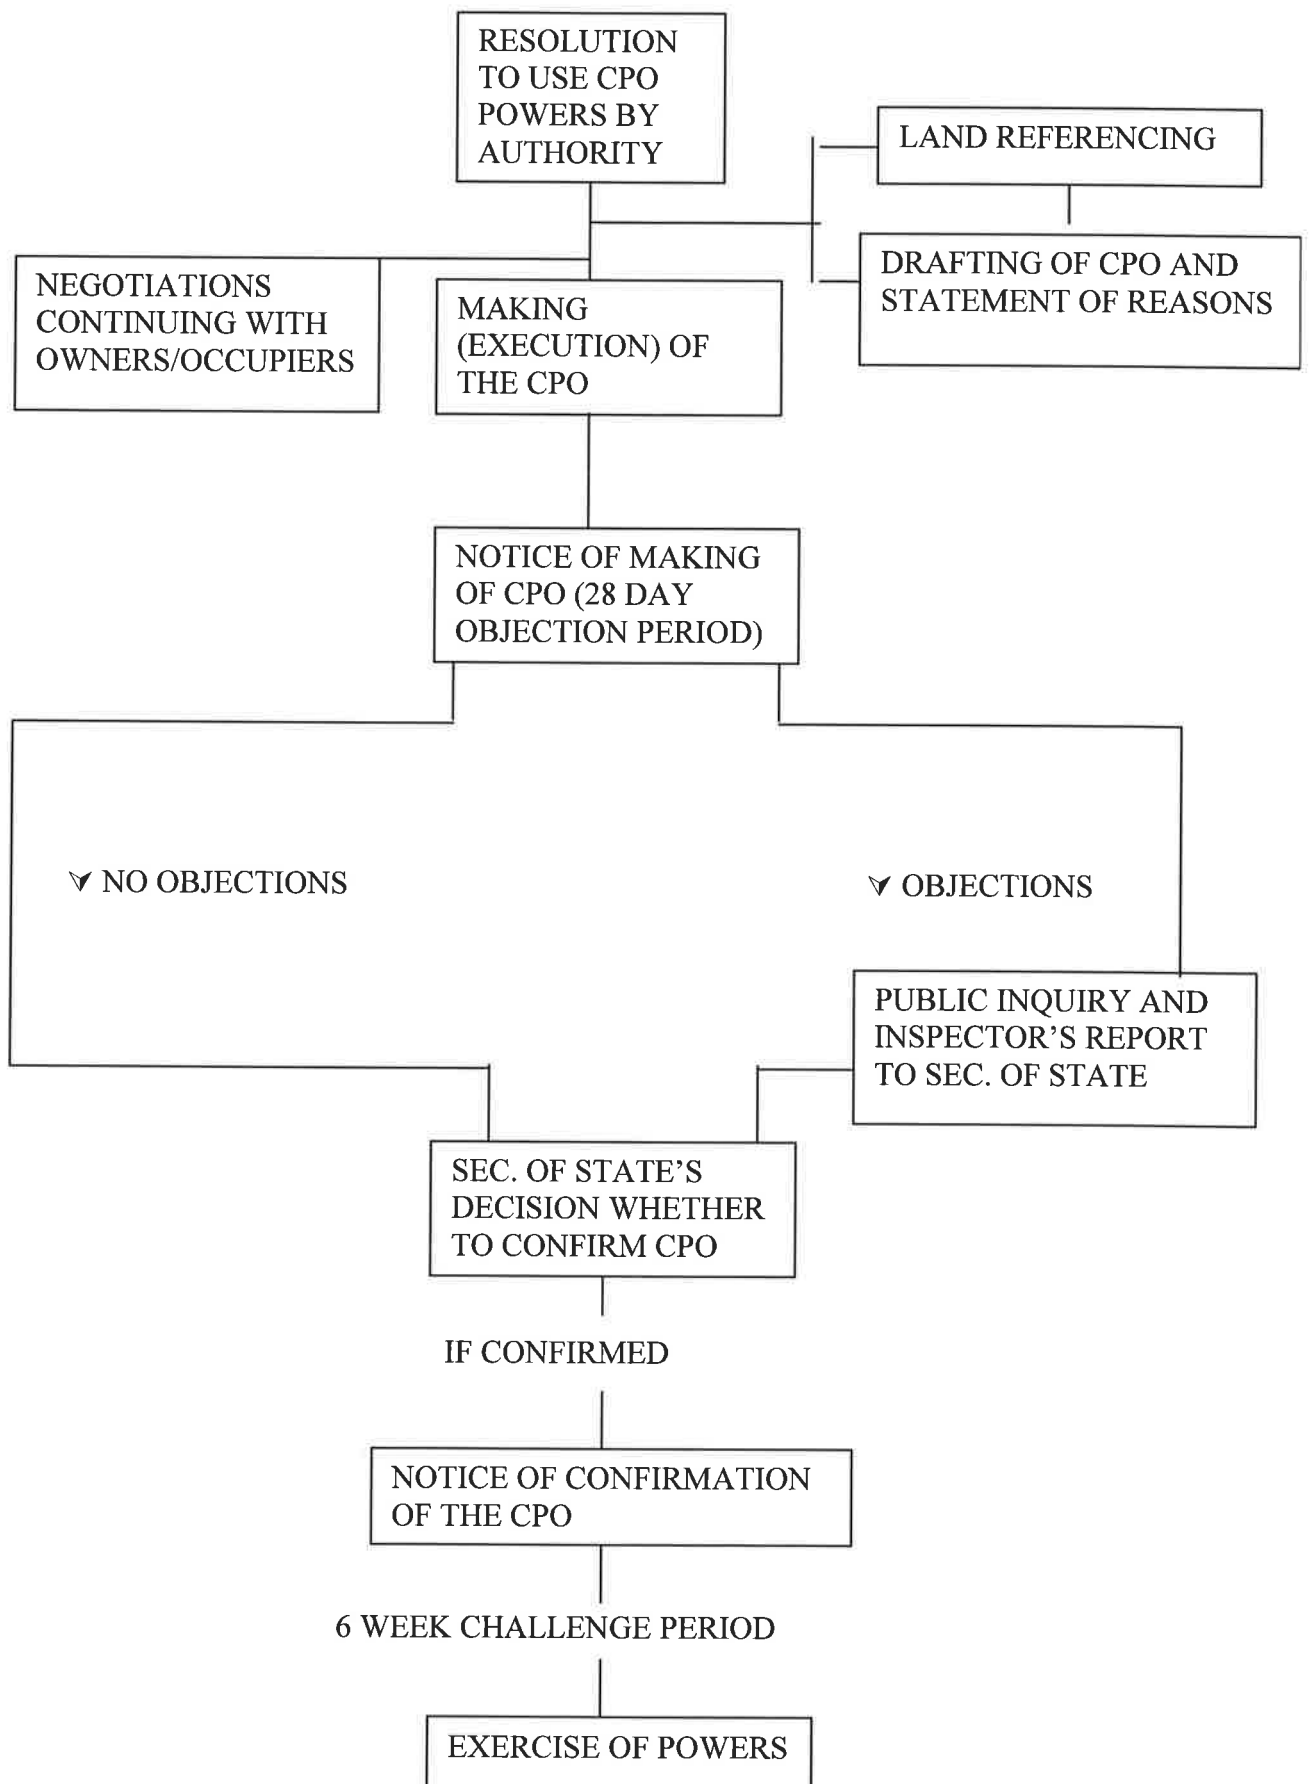 RESOLUTION
TO USE CPO
POWERS BY
AUTHORITY
LAND REFERENCING
DRAFTING OF CPO AND
STATEMENT OF REASONS
NEGOTIATIONS
CONTINUING WITH
OWNERS/OCCUPIERS
MAKING
(EXECUTION) OF
THE CPO
NOTICE OF MAKING
OF CPO (28 DAY
OBJECTION PERIOD)
NO OBJECTIONS
OBJECTIONS
PUBLIC INQUIRY AND
INSPECTOR’S REPORT
TO SEC. OF STATE
SEC. OF STATE’S
DECISION WHETHER
TO CONFIRM CPO
IF CONFIRMED
NOTICE OF CONFIRMATION
OF THE CPO
6 WEEK CHALLENGE PERIOD
EXERCISE OF POWERS